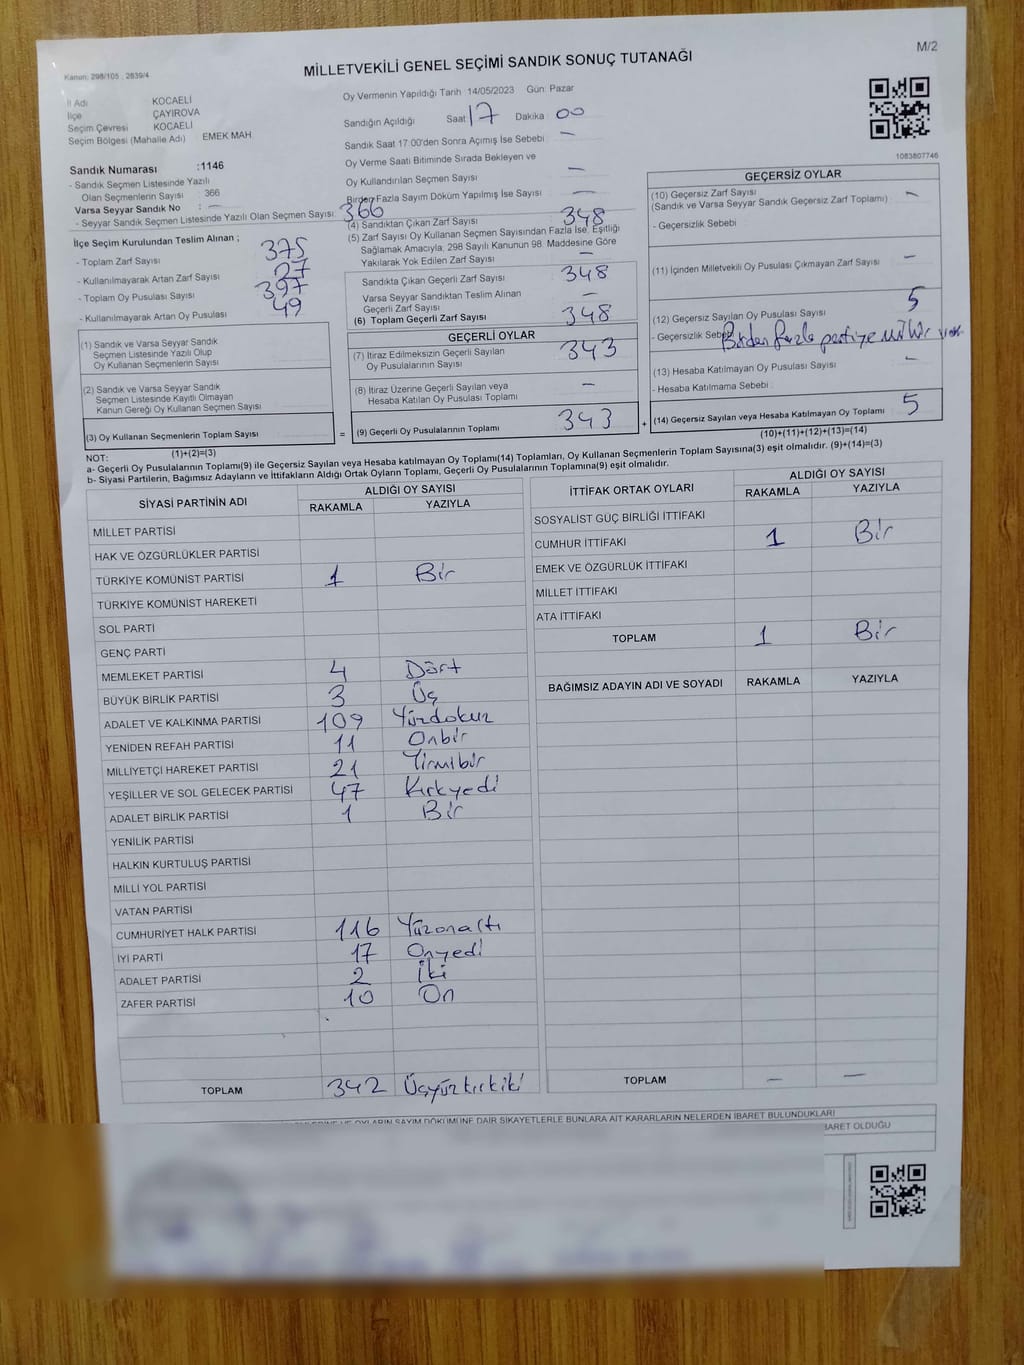 M/2
Kanun: 298/105 , 2839/4
MİLLETVEKİLİ GENEL SEÇİMİ SANDIK SONUÇ TUTANAĞI
İl Adı KOCAELİ
İlçe ÇAYIROVA
Seçim Çevresi KOCAELİ
Seçim Bölgesi (Mahalle Adı) EMEK MAH
Sandık Numarası :1146
- Sandık Seçmen Listesinde Yazılı
Olan Seçmenlerin Sayısı : 366
Varsa Seyyar Sandık No : —
- Seyyar Sandık Seçmen Listesinde Yazılı Olan Seçmen Sayısı: 366
İlçe Seçim Kurulundan Teslim Alınan ;
- Toplam Zarf Sayısı 375
- Kullanılmayarak Artan Zarf Sayısı 27
- Toplam Oy Pusulası Sayısı 397
- Kullanılmayarak Artan Oy Pusulası 49
(1) Sandık ve Varsa Seyyar Sandık
Seçmen Listesinde Yazılı Olup
Oy Kullanan Seçmenlerin Sayısı
(2) Sandık ve Varsa Seyyar Sandık
Seçmen Listesinde Kayıtlı Olmayan
Kanun Gereği Oy Kullanan Seçmen Sayısı
(3) Oy Kullanan Seçmenlerin Toplam Sayısı
(1)+(2)=(3)
Oy Vermenin Yapıldığı Tarih 14/05/2023 Gün: Pazar
Sandığın Açıldığı Saat 17 Dakika 00
Sandık Saat 17.00'den Sonra Açımış İse Sebebi —
Oy Verme Saati Bitiminde Sırada Bekleyen ve
Oy Kullandırılan Seçmen Sayısı —
Birden Fazla Sayım Döküm Yapılmış İse Sayısı —
(4) Sandıktan Çıkan Zarf Sayısı 348
(5) Zarf Sayısı Oy Kullanan Seçmen Sayısından Fazla İse, Eşitliği
Sağlamak Amacıyla, 298 Sayılı Kanunun 98. Maddesine Göre
Yakılarak Yok Edilen Zarf Sayısı —
Sandıkta Çıkan Geçerli Zarf Sayısı 348
Varsa Seyyar Sandıktan Teslim Alınan
Geçerli Zarf Sayısı —
(6) Toplam Geçerli Zarf Sayısı 348
GEÇERLİ OYLAR
(7) İtiraz Edilmeksizin Geçerli Sayılan
Oy Pusulasının Sayısı 343
(8) İtiraz Üzerine Geçerli Sayılan veya
Hesaba Katılan Oy Pusulası Toplamı —
= (9) Geçerli Oy Pusulalarının Toplamı 343 +
1083807746
GEÇERSİZ OYLAR
(10) Geçersiz Zarf Sayısı —
(Sandık ve Varsa Seyyar Sandık Geçersiz Zarf Toplamı)
- Geçersizlik Sebebi
(11) İçinden Milletvekili Oy Pusulası Çıkmayan Zarf Sayısı —
(12) Geçersiz Sayılan Oy Pusulası Sayısı 5
- Geçersizlik Sebebi Birden fazla partiye mühür
(13) Hesaba Katılmayan Oy Pusulası Sayısı —
- Hesaba Katılmama Sebebi
(14) Geçersiz Sayılan veya Hesaba Katılmayan Oy Toplamı 5
(10)+(11)+(12)+(13)=(14)
NOT:
a- Geçerli Oy Pusulalarının Toplamı(9) ile Geçersiz Sayılan veya Hesaba katılmayan Oy Toplamı(14) Toplamları, Oy Kullanan Seçmenlerin Toplam Sayısına(3) eşit olmalıdır. (9)+(14)=(3)
b- Siyasi Partilerin, Bağımsız Adayların ve İttifakların Aldığı Ortak Oyların Toplamı, Geçerli Oy Pusulalarının Toplamına(9) eşit olmalıdır.
SİYASİ PARTİNİN ADI ALDIĞI OY SAYISI
RAKAMLA YAZIYLA
MİLLET PARTİSİ
HAK VE ÖZGÜRLÜKLER PARTİSİ
TÜRKİYE KOMÜNİST PARTİSİ 1 Bir
TÜRKİYE KOMÜNİST HAREKETİ
SOL PARTİ
GENÇ PARTİ
MEMLEKET PARTİSİ 4 Dört
BÜYÜK BİRLİK PARTİSİ 3 Üç
ADALET VE KALKINMA PARTİSİ 109 Yüzdokuz
YENİDEN REFAH PARTİSİ 11 Onbir
MİLLİYETÇİ HAREKET PARTİSİ 21 Yirmibir
YEŞİLLER VE SOL GELECEK PARTİSİ 47 Kırkyedi
ADALET BİRLİK PARTİSİ 1 Bir
YENİLİK PARTİSİ
HALKIN KURTULUŞ PARTİSİ
MİLLİ YOL PARTİSİ
VATAN PARTİSİ
CUMHURİYET HALK PARTİSİ 116 Yüzonaltı
İYİ PARTİ 17 Onyedi
ADALET PARTİSİ 2 İki
ZAFER PARTİSİ 10 On
TOPLAM 342 Üçyüzkırkiki
İTTİFAK ORTAK OYLARI ALDIĞI OY SAYISI
RAKAMLA YAZIYLA
SOSYALİST GÜÇ BİRLİĞİ İTTİFAKI
CUMHUR İTTİFAKI 1 Bir
EMEK VE ÖZGÜRLÜK İTTİFAKI
MİLLET İTTİFAKI
ATA İTTİFAKI
TOPLAM 1 Bir
BAĞIMSIZ ADAYIN ADI VE SOYADI RAKAMLA YAZIYLA
TOPLAM — —
OYLARIN SAYIM DÖKÜMÜNE DAİR ŞİKAYETLERLE BUNLARA AİT KARARLARIN NELERDEN İBARET BULUNDUKLARI
İBARET OLDUĞU